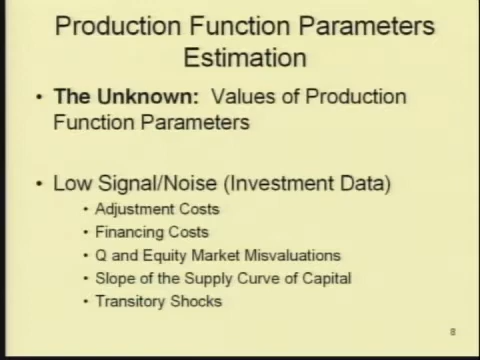 Production Function Parameters
Estimation
• The Unknown: Values of Production
Function Parameters
• Low Signal/Noise (Investment Data)
• Adjustment Costs
• Financing Costs
• Q and Equity Market Misvaluations
• Slope of the Supply Curve of Capital
• Transitory Shocks
8